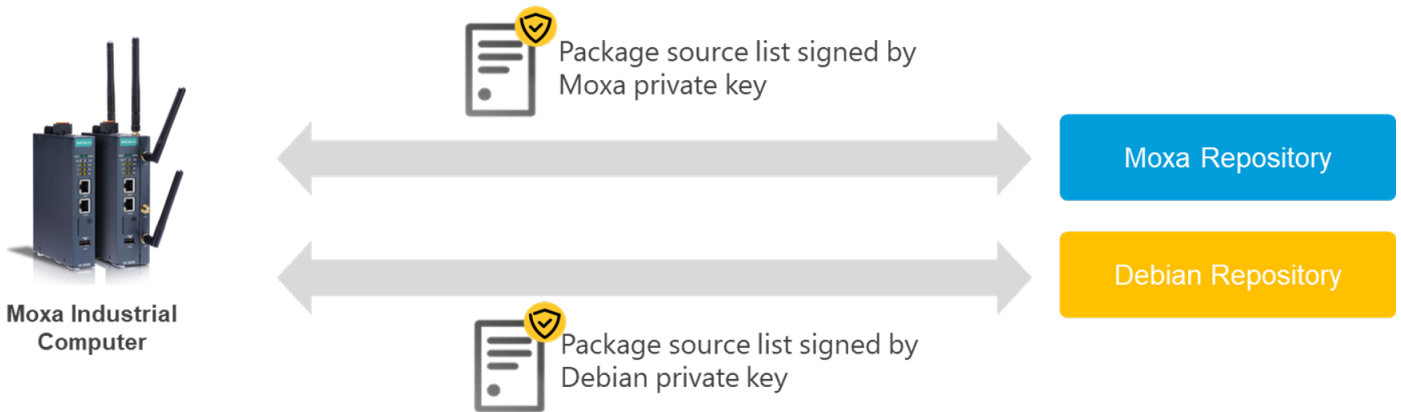 Package source list signed by
Moxa private key
Moxa Repository
Debian Repository
Moxa Industrial
Computer
Package source list signed by
Debian private key